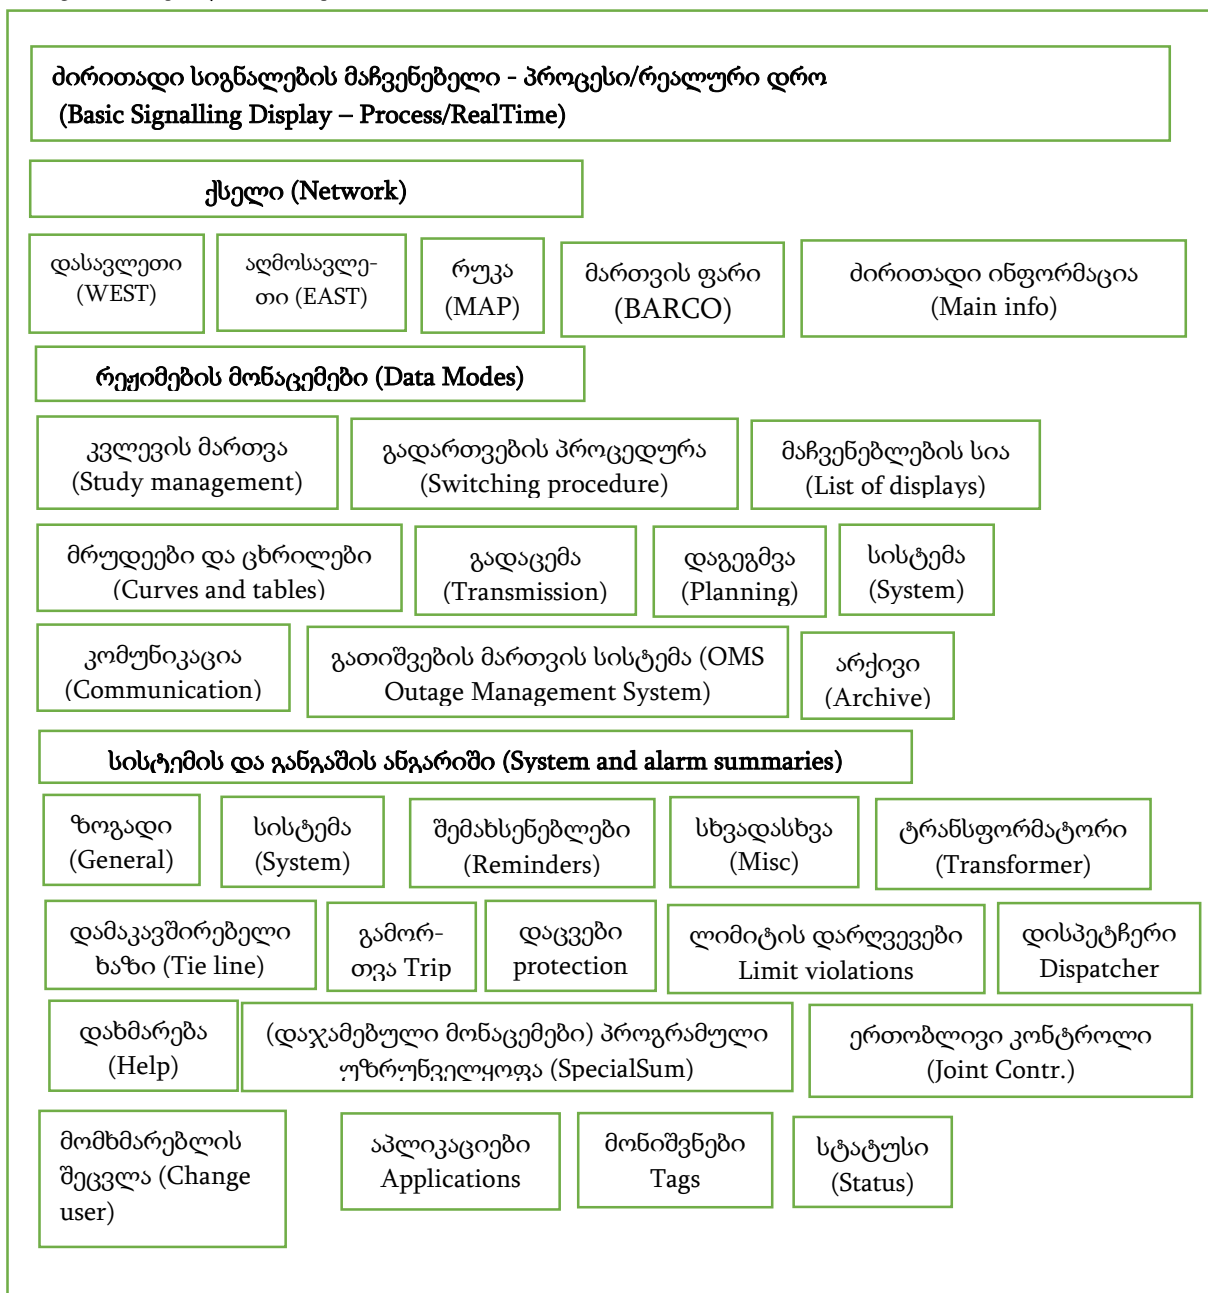 ძირითადი სიგნალების მაჩვენებელი - პროცესი/რეალური დრო
(Basic Signalling Display – Process/RealTime)
ქსელი (Network)
დასავლეთი
(WEST)
აღმოსავლე-
თი (EAST)
რუკა
(MAP)
მართვის ფარი
(BARCO)
ძირითადი ინფორმაცია
(Main info)
რეჟიმების მონაცემები (Data Modes)
კვლევის მართვა
(Study management)
გადართვების პროცედურა
(Switching procedure)
მაჩვენებლების სია
(List of displays)
მრუდეები და ცხრილები
(Curves and tables)
გადაცემა
(Transmission)
დაგეგმვა
(Planning)
სისტემა
(System)
კომუნიკაცია
(Communication)
გათიშვების მართვის სისტემა (OMS
Outage Management System)
არქივი
(Archive)
სისტემის და განგაშის ანგარიში (System and alarm summaries)
ზოგადი
(General)
სისტემა
(System)
შემახსენებლები
(Reminders)
სხვადასხვა
(Misc)
ტრანსფორმატორი
(Transformer)
დამაკავშირებელი
ხაზი (Tie line)
გამორ-
თვა Trip
დაცვები
protection
ლიმიტის დარღვევები
Limit violations
დისპეტჩერი
Dispatcher
დახმარება
(Help)
(დაჯამებული მონაცემები) პროგრამული
უზრუნველყოფა (SpecialSum)
ერთობლივი კონტროლი
(Joint Contr.)
მომხმარებლის
შეცვლა (Change
user)
აპლიკაციები
Applications
მონიშვნები
Tags
სტატუსი
(Status)